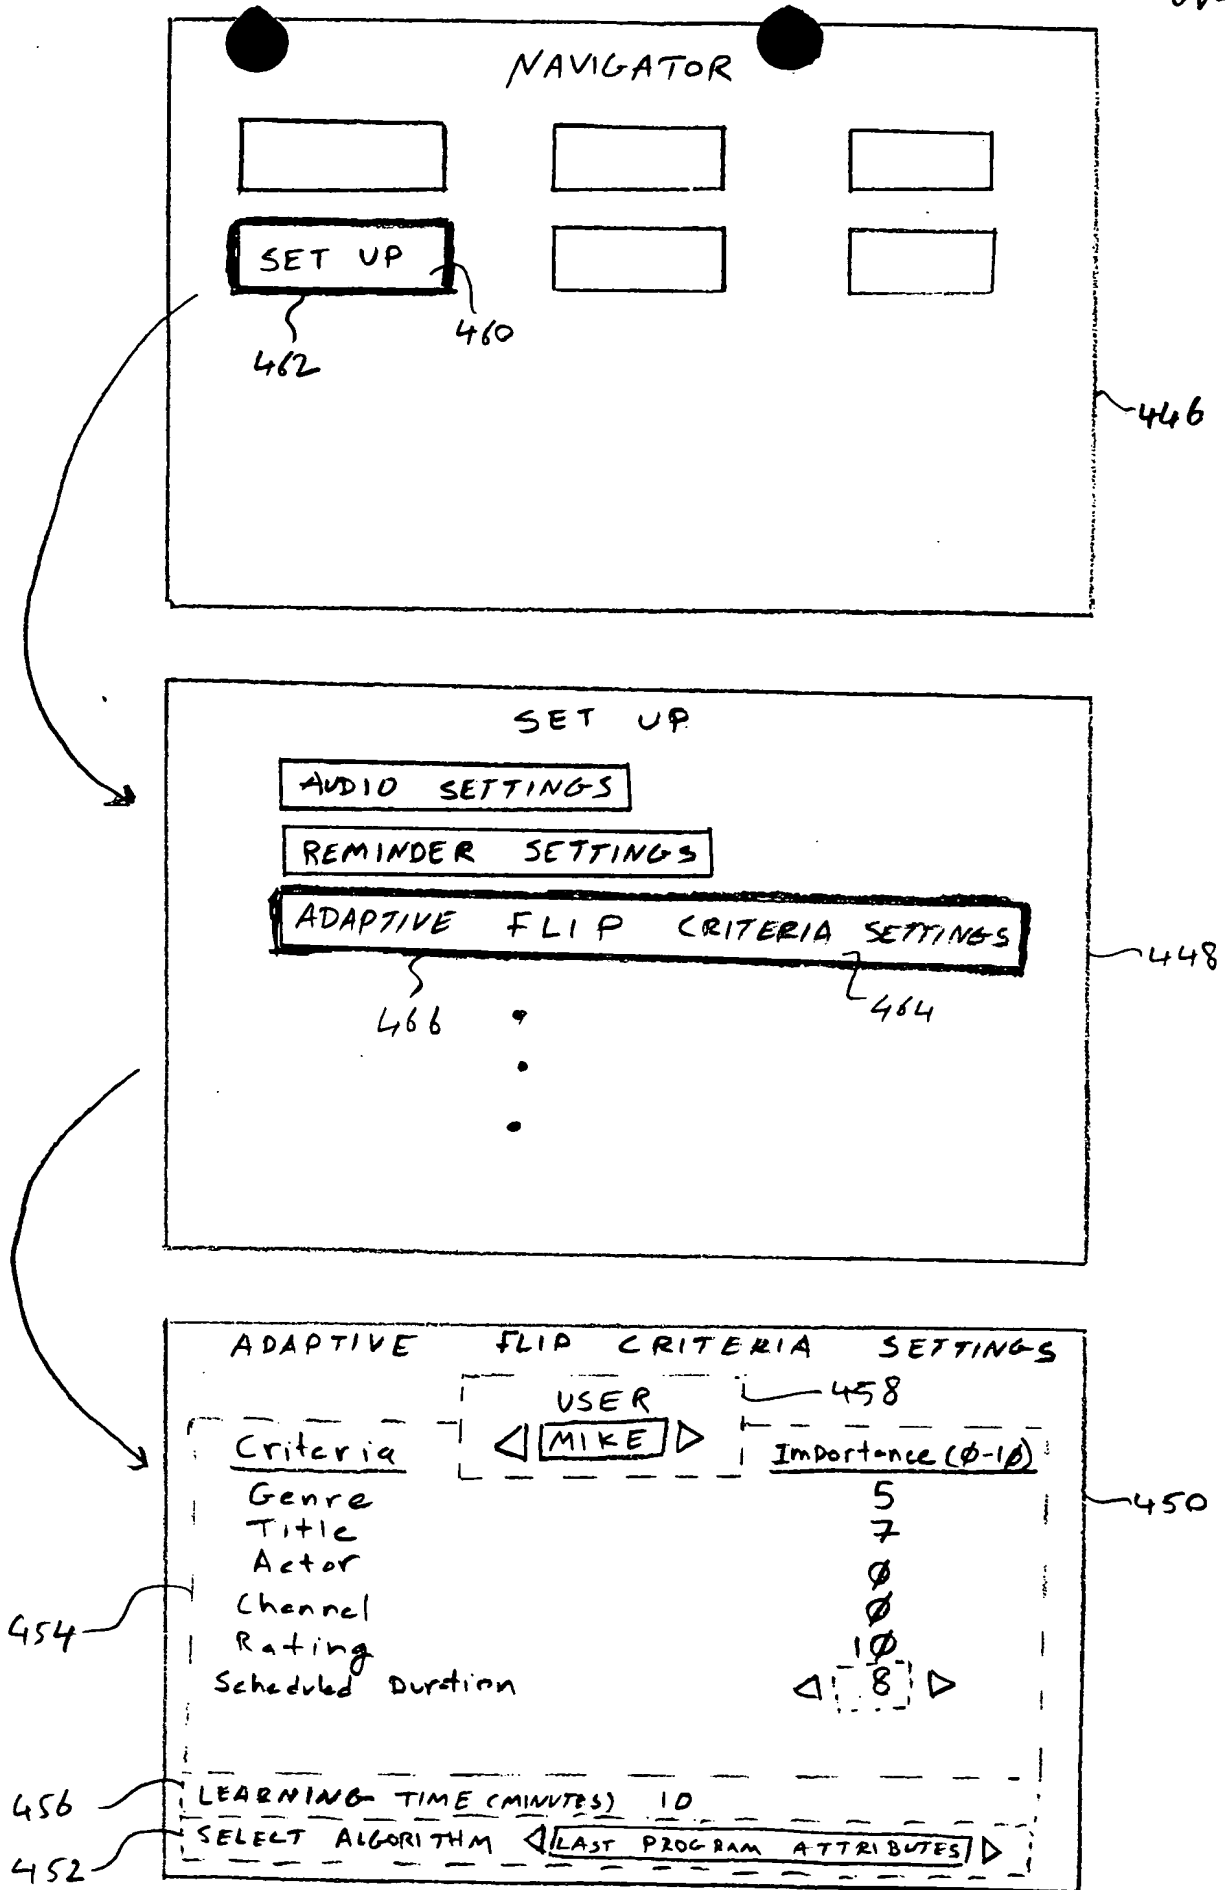 NAVIGATOR
SET UP
460
462
446
SET UP
AUDIO SETTINGS
REMINDER SETTINGS
ADAPTIVE FLIP CRITERIA SETTINGS
448
466
464
ADAPTIVE FLIP CRITERIA SETTINGS
USER
458
MIKE
Criteria Importance (0-10)
Genre 5
450
Title 7
Actor 0
Channel 0
454
Rating 10
Scheduled Duration 8
456
LEARNING TIME (MINUTES) 10
SELECT ALGORITHM LAST PROGRAM ATTRIBUTES
452